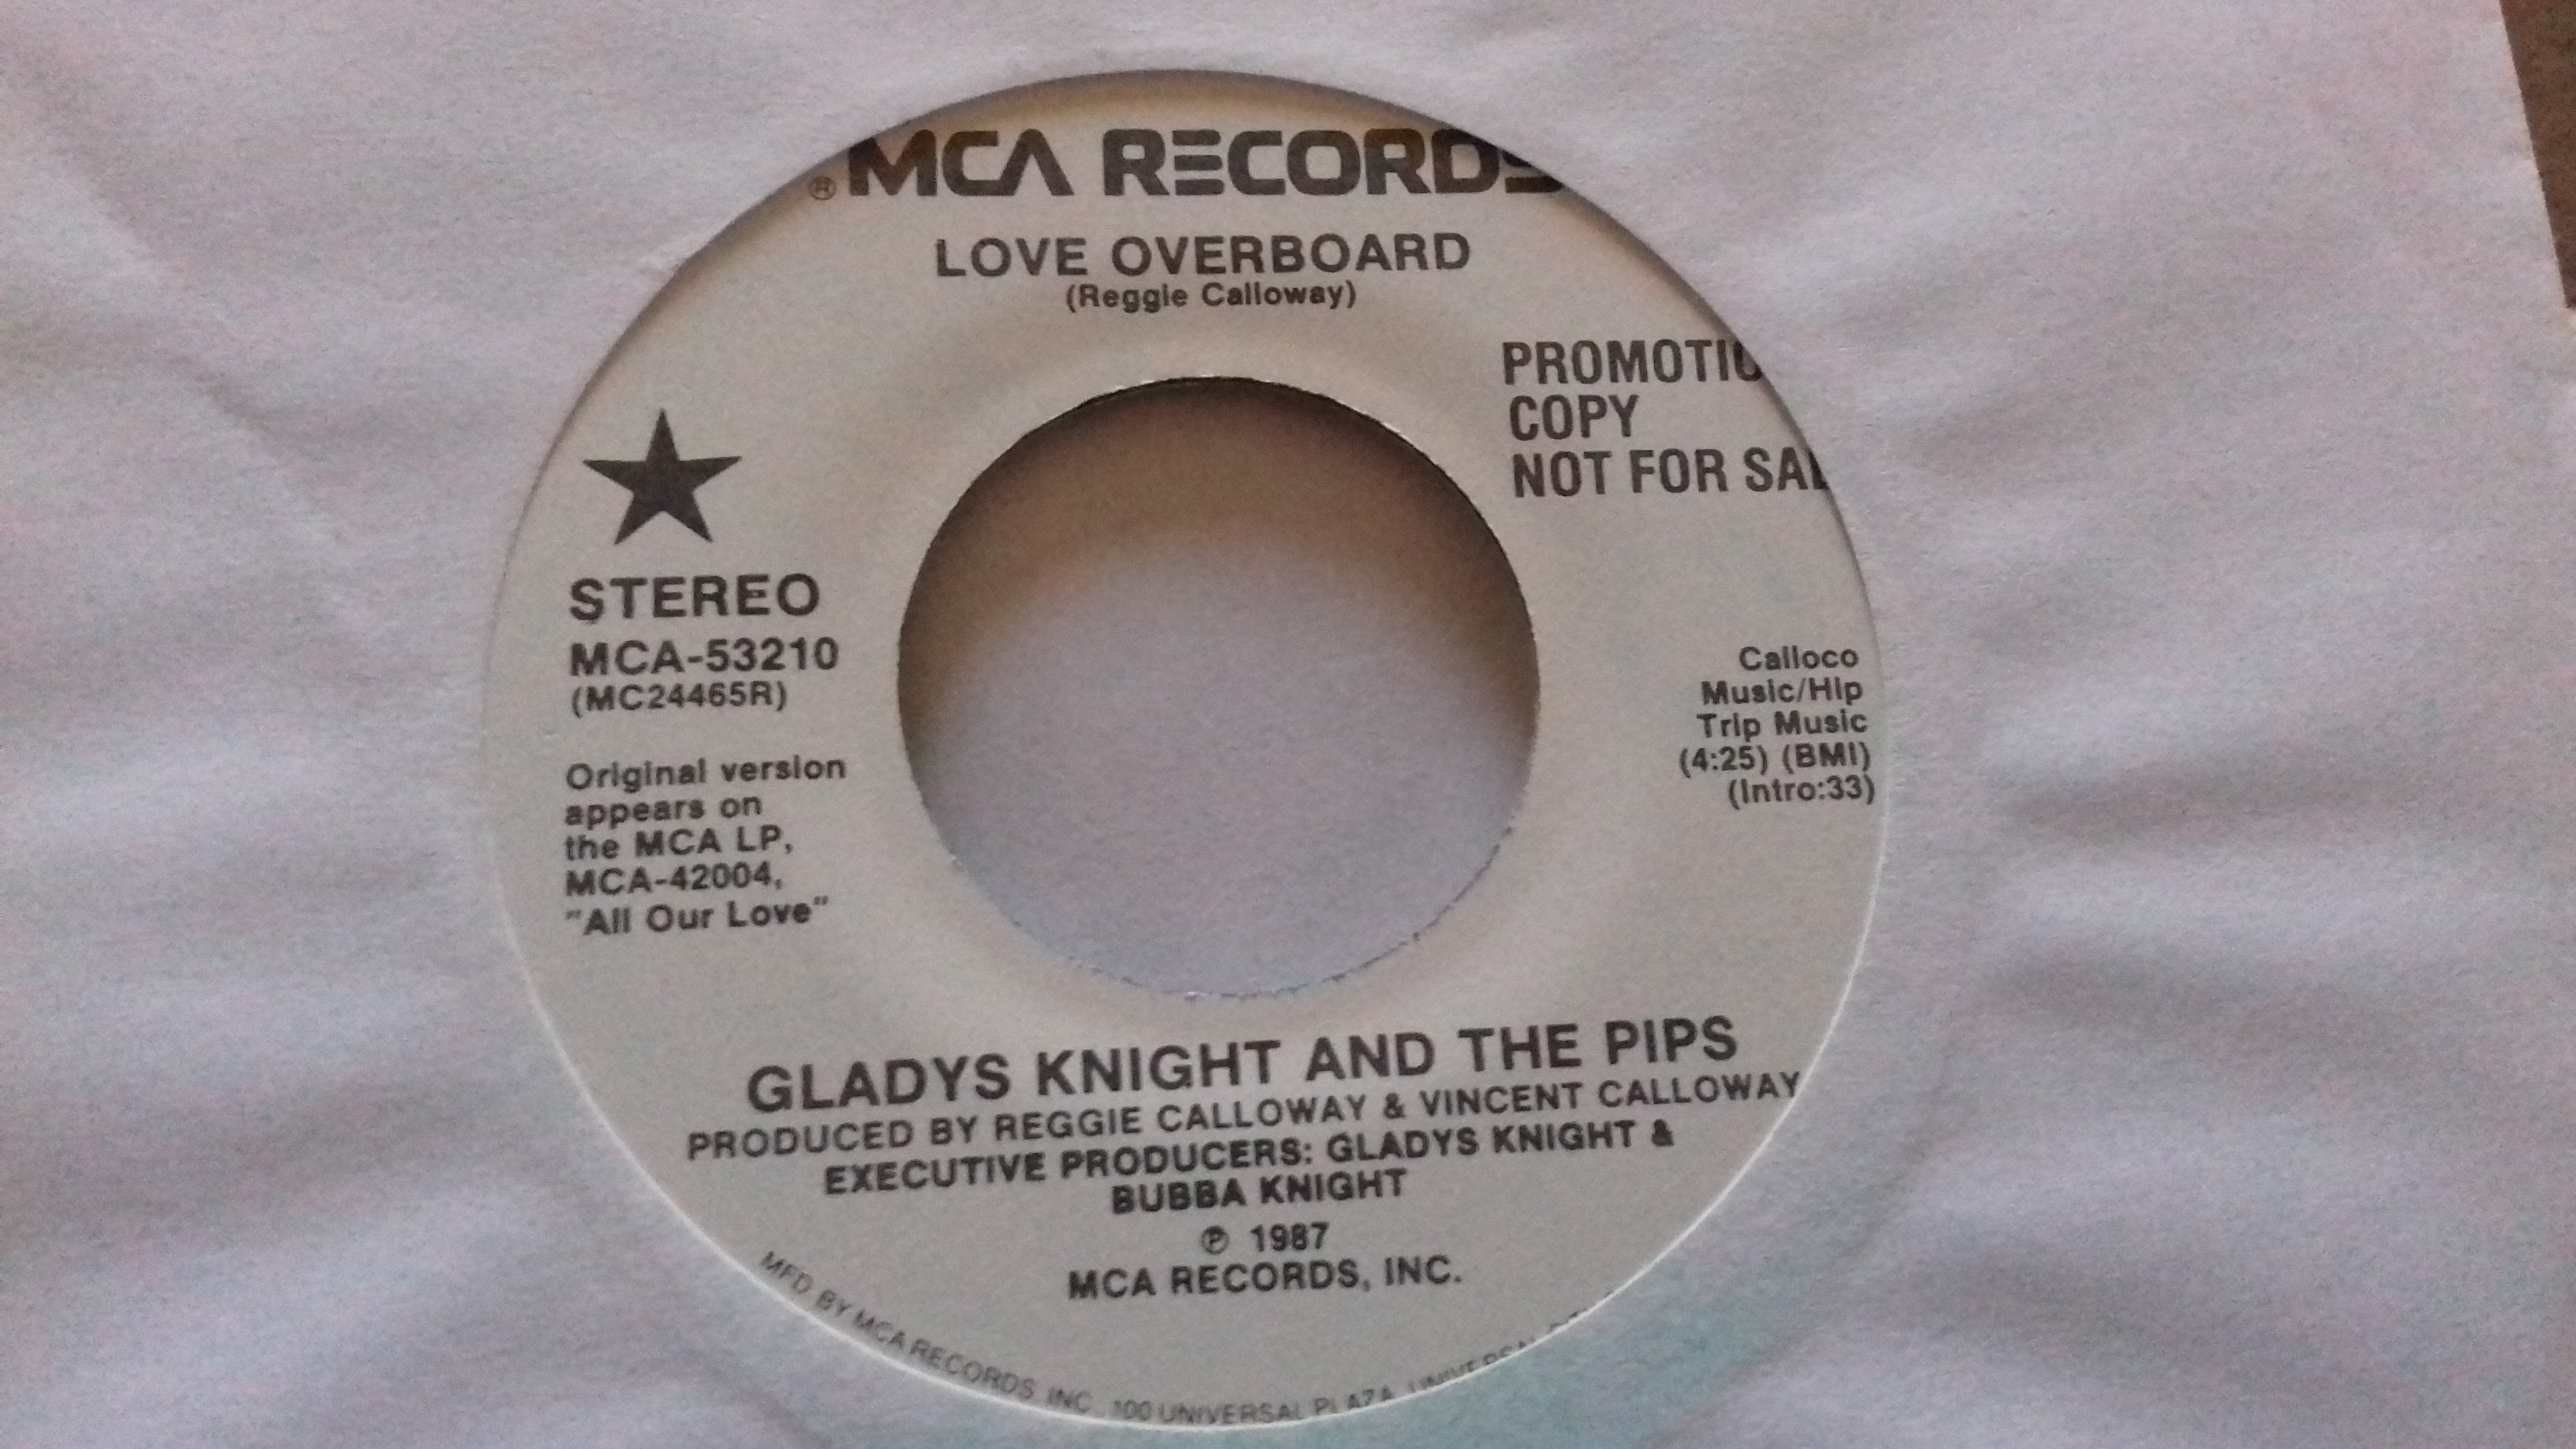 ® MCA RECORDS
LOVE OVERBOARD
(Reggie Calloway)
PROMOTIO
COPY
NOT FOR SAL
STEREO
MCA-53210
(MC24465R)
Original version
appears on
the MCA LP,
MCA-42004,
"All Our Love"
Calloco
Music/Hip
Trip Music
(4:25) (BMI)
(Intro:33)
GLADYS KNIGHT AND THE PIPS
PRODUCED BY REGGIE CALLOWAY & VINCENT CALLOWAY
EXECUTIVE PRODUCERS: GLADYS KNIGHT &
BUBBA KNIGHT
℗ 1987
MCA RECORDS, INC.
MFD BY MCA RECORDS, INC., 100 UNIVERSAL PLAZA, UNIVERSAL